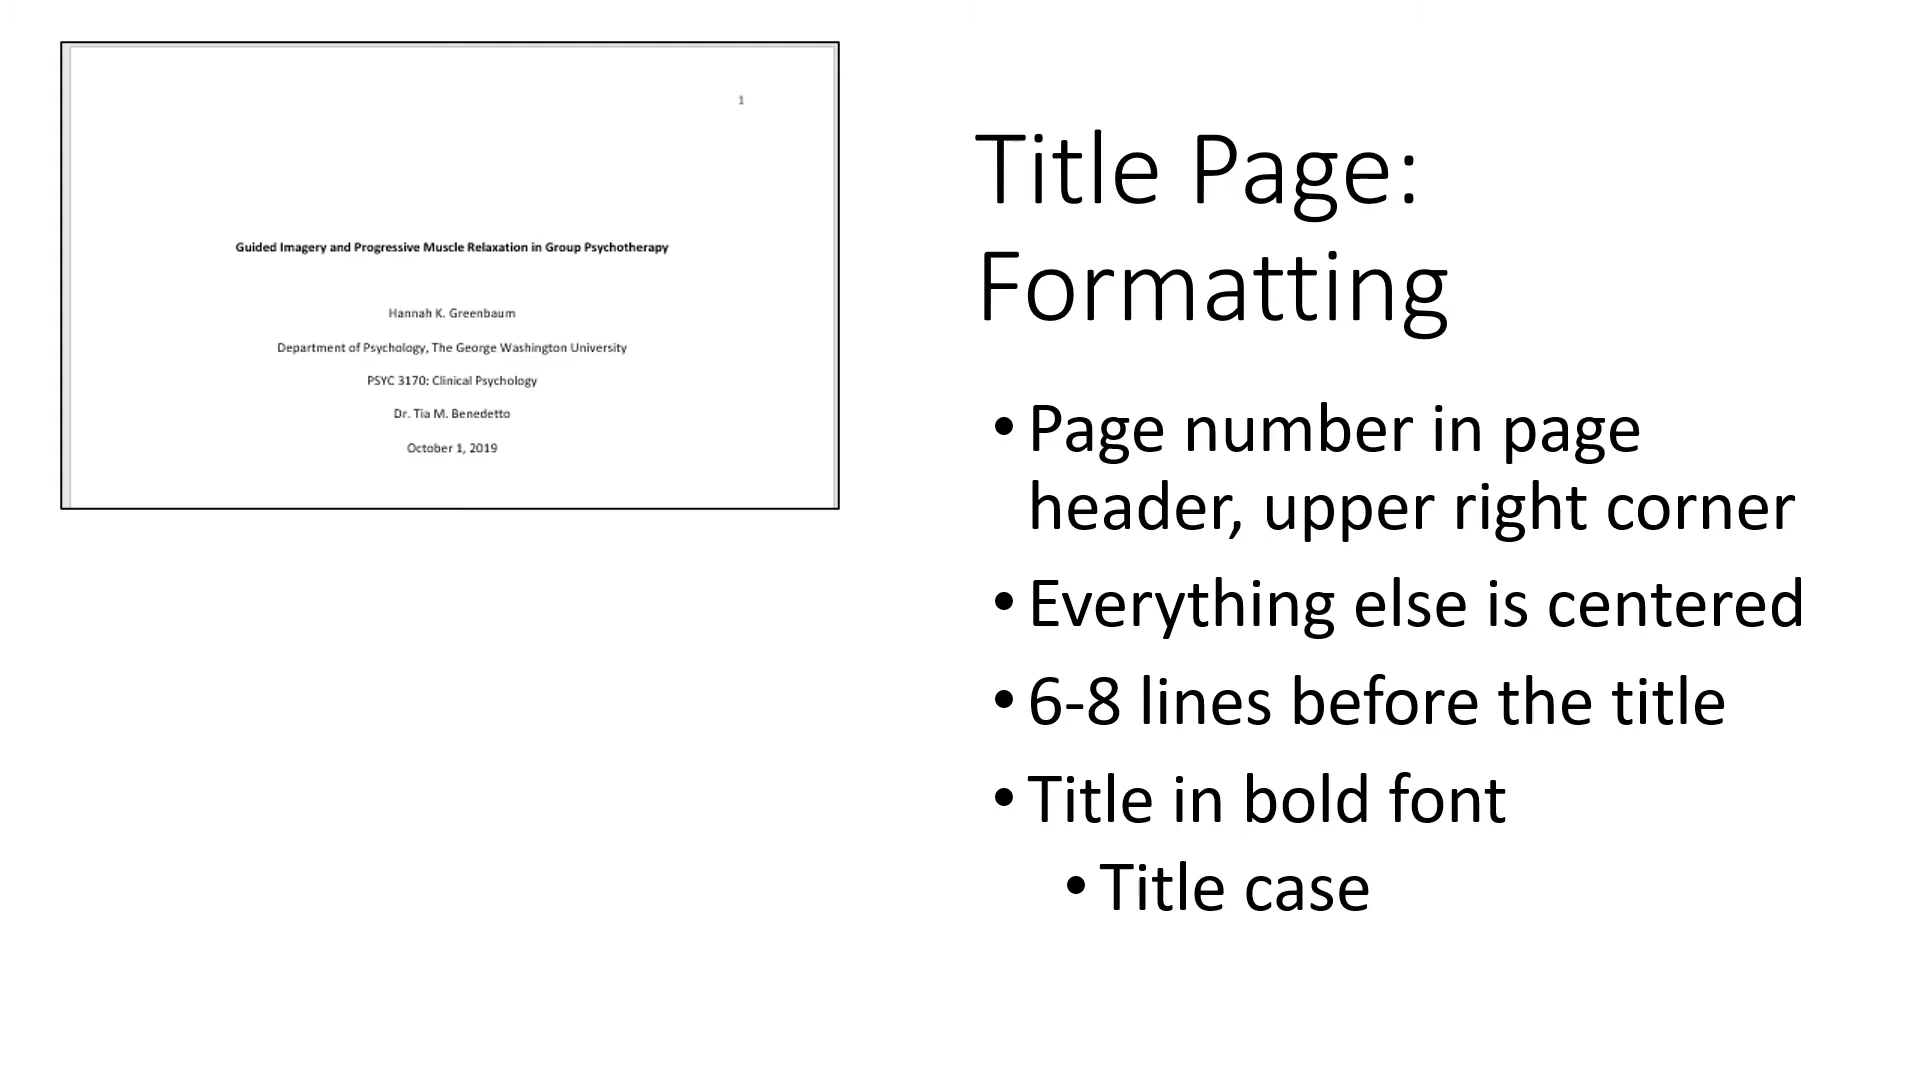 1
Guided Imagery and Progressive Muscle Relaxation in Group Psychotherapy
Hannah K. Greenbaum
Department of Psychology, The George Washington University
PSYC 3170: Clinical Psychology
Dr. Tia M. Benedetto
October 1, 2019
Title Page:
Formatting
• Page number in page
header, upper right corner
• Everything else is centered
• 6-8 lines before the title
• Title in bold font
• Title case